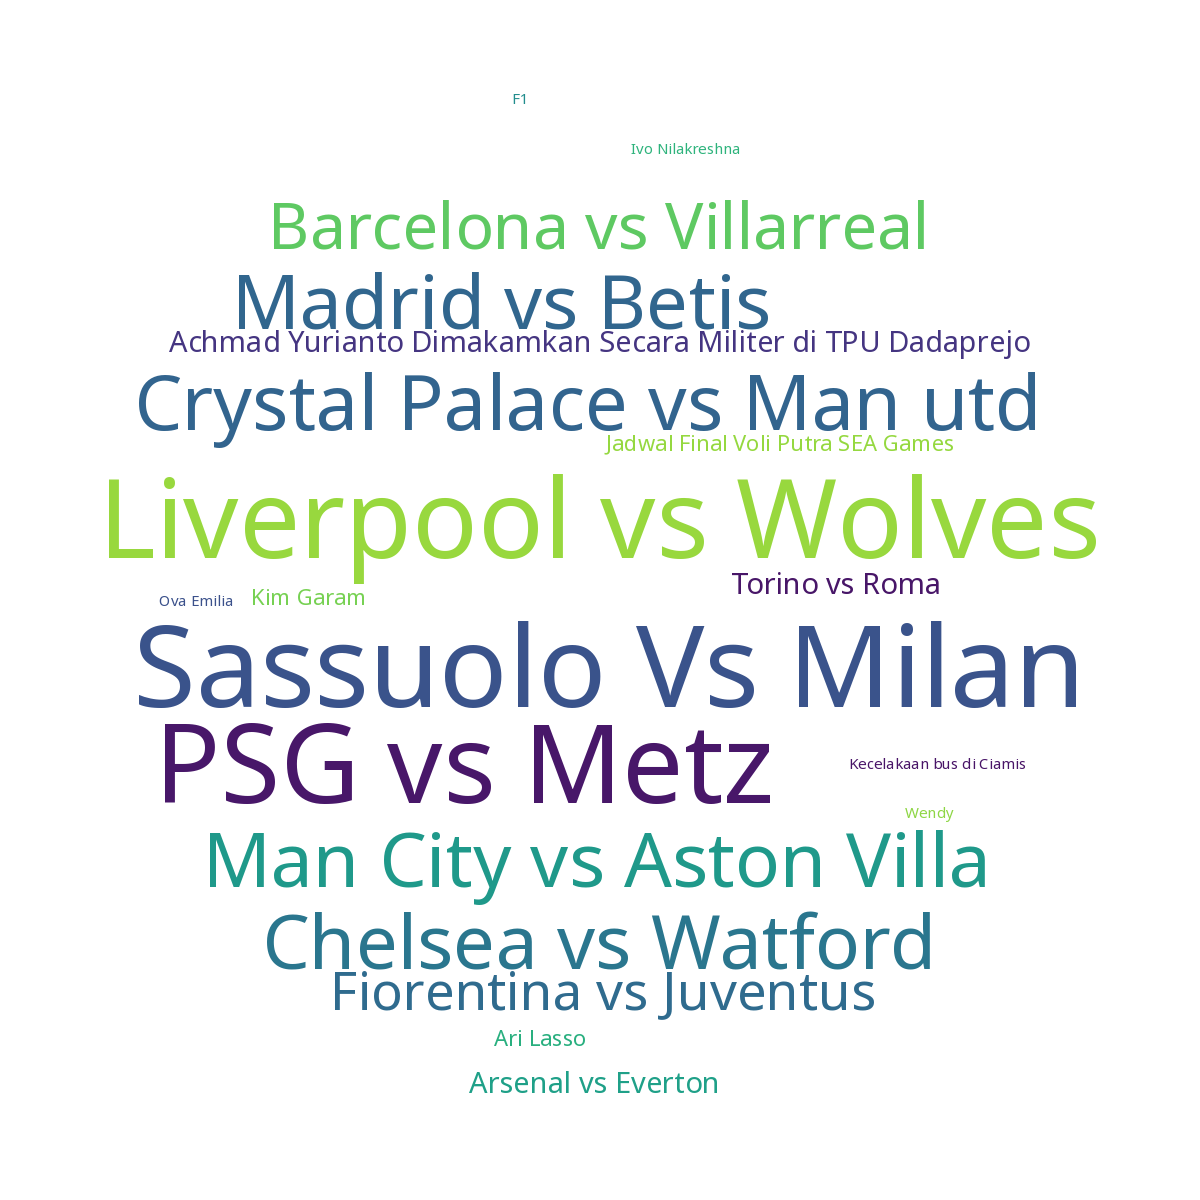 F1
Ivo Nilakreshna
Barcelona vs Villarreal
Madrid vs Betis
Achmad Yurianto Dimakamkan Secara Militer di TPU Dadaprejo
Crystal Palace vs Man utd
Jadwal Final Voli Putra SEA Games
Liverpool vs Wolves
Torino vs Roma
Ova Emilia
Kim Garam
Sassuolo Vs Milan
PSG vs Metz
Kecelakaan bus di Ciamis
Wendy
Man City vs Aston Villa
Chelsea vs Watford
Fiorentina vs Juventus
Ari Lasso
Arsenal vs Everton